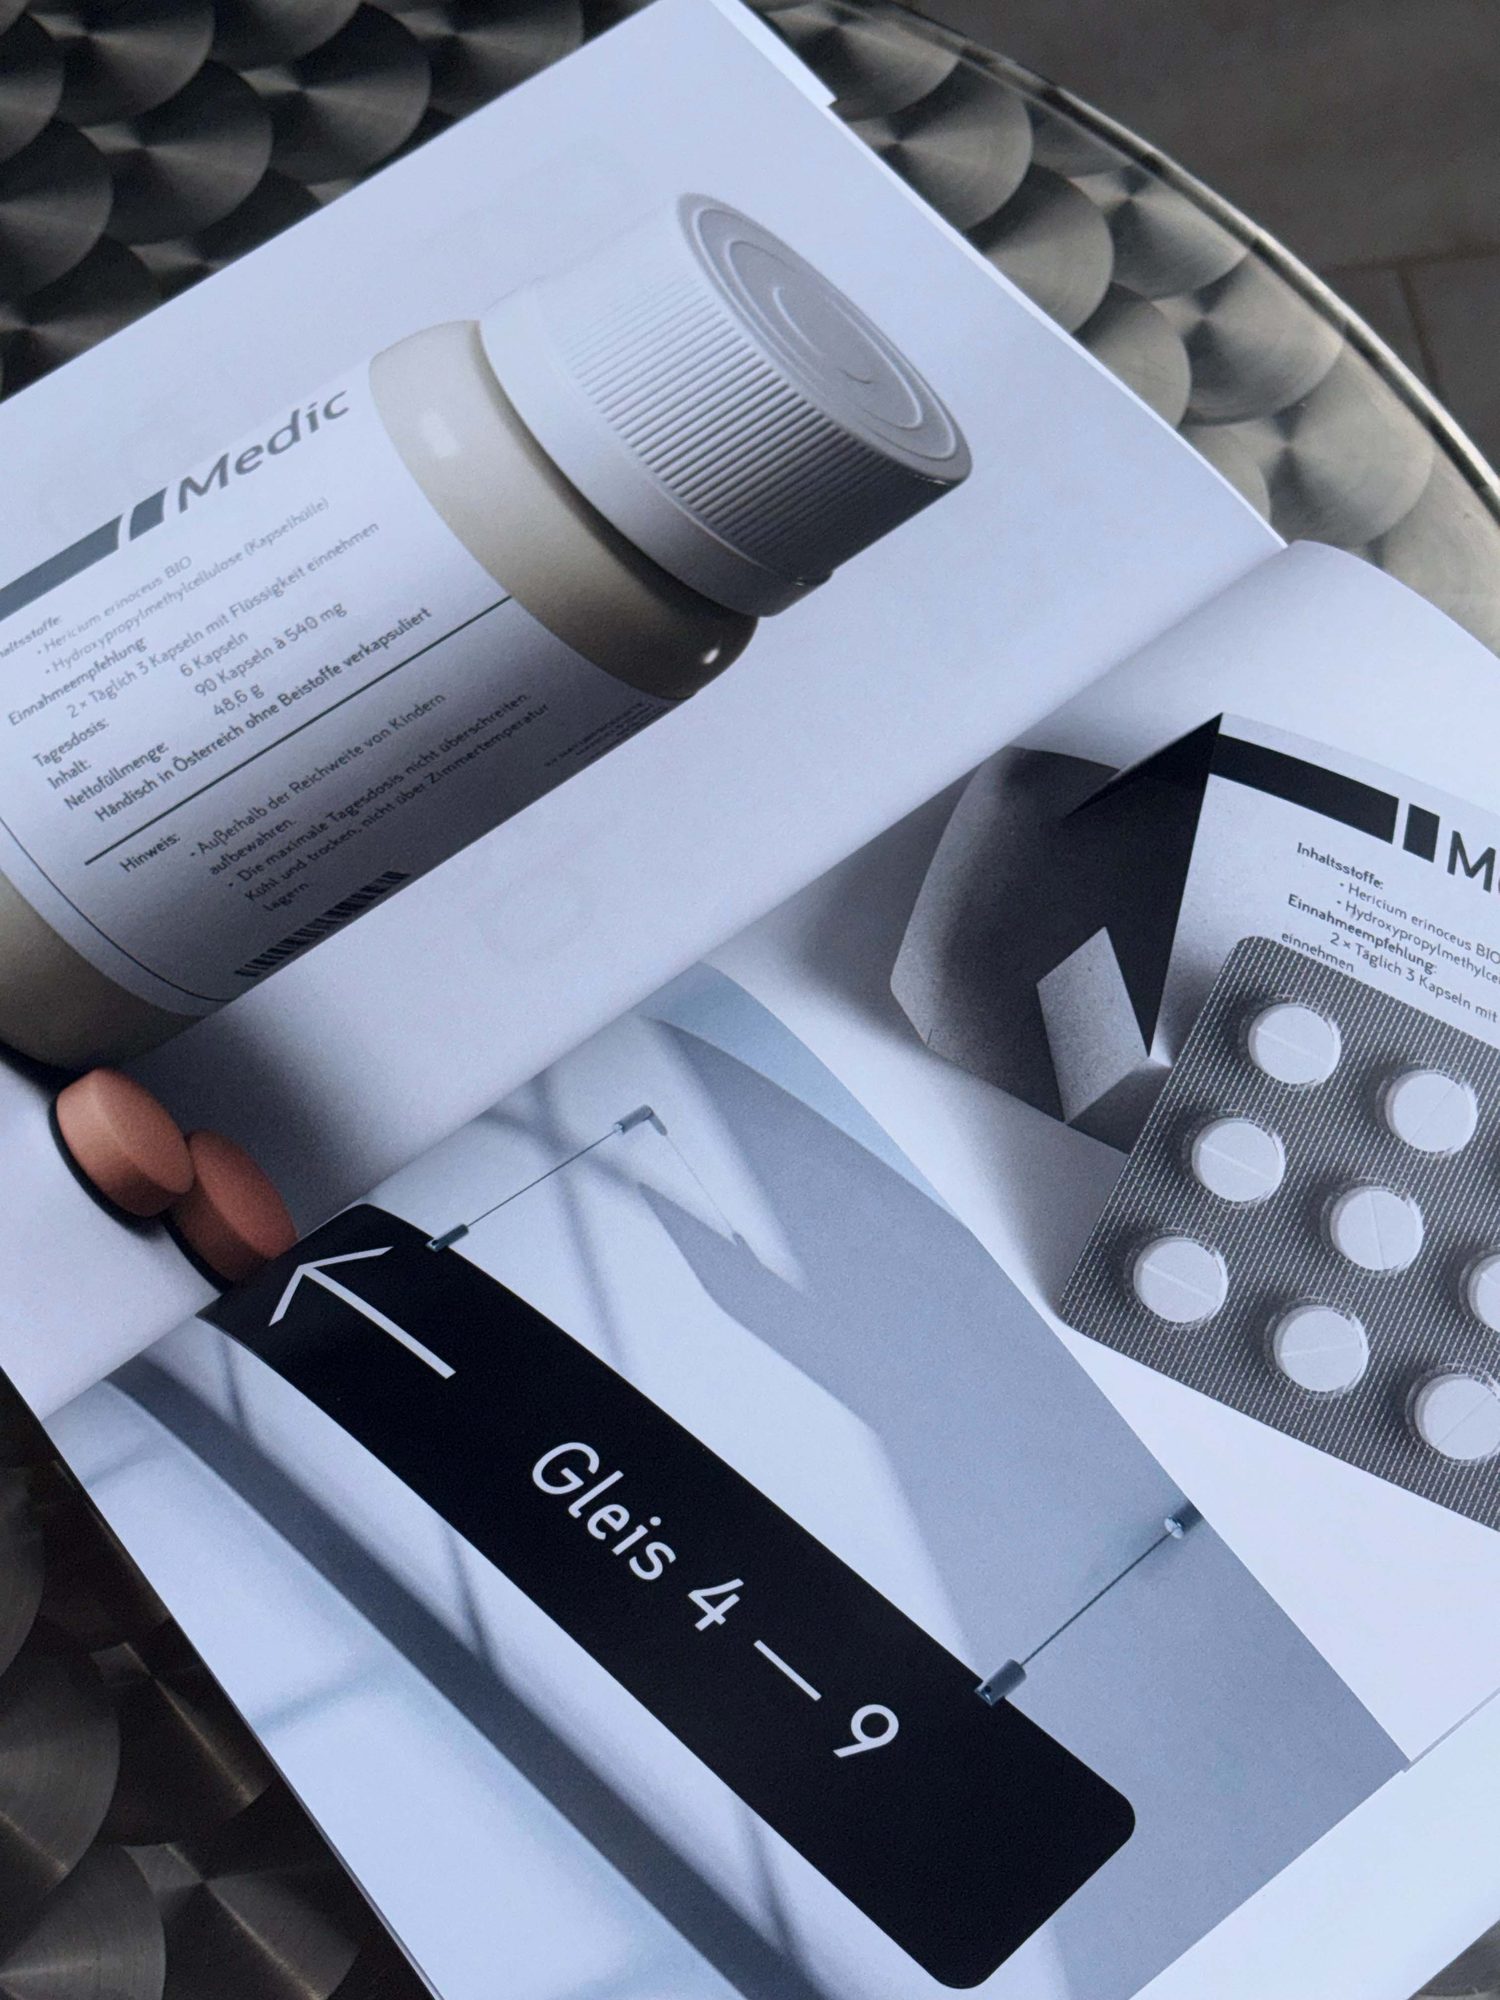 Medic
Hericium erinoceus BIO
• Hydroxypropylmethylcellulose (Kapselhülle)
Einnahmeempfehlung
2 × Täglich 3 Kapseln mit Flüssigkeit einnehmen
Tagesdosis: 6 Kapseln
Inhalt: 90 Kapseln à 540 mg
Nettofüllmenge: 48,6 g
Händisch in Österreich ohne Beistoffe verkapsuliert
Hinweis:
• Außerhalb der Reichweite von Kindern
aufbewahren.
• Die maximale Tagesdosis nicht überschreiten.
Kühl und trocken, nicht über Zimmertemperatur
lagern
Inhaltsstoffe:
• Hericium erinoceus BIO
Einnahmeempfehlung:
2 × Täglich 3 Kapseln mit
einnehmen
← Gleis 4 — 9